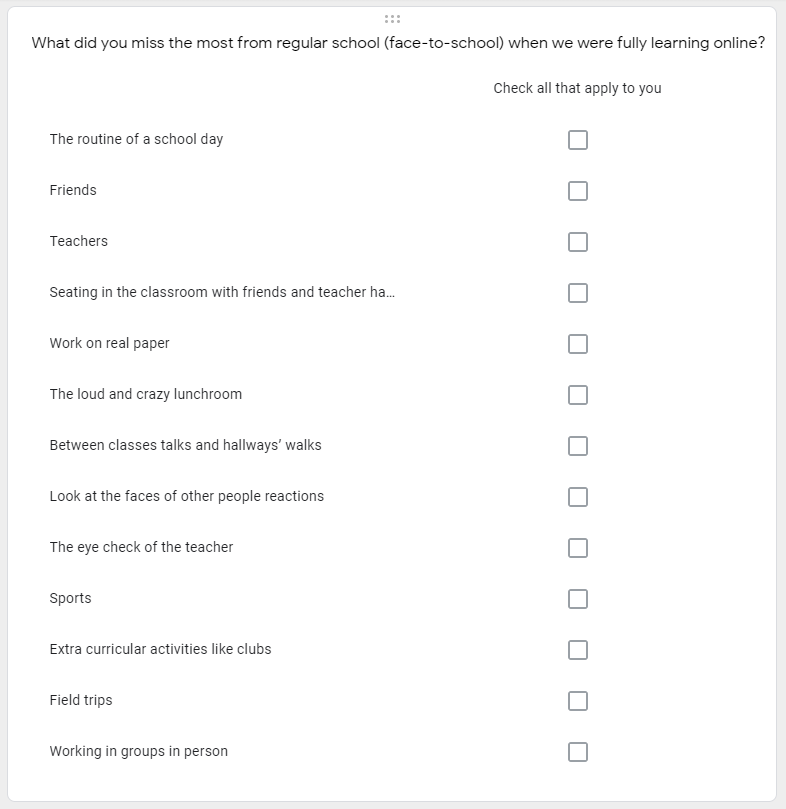 What did you miss the most from regular school (face-to-school) when we were fully learning online?
Check all that apply to you
The routine of a school day
Friends
Teachers
Seating in the classroom with friends and teacher ha...
Work on real paper
The loud and crazy lunchroom
Between classes talks and hallways’ walks
Look at the faces of other people reactions
The eye check of the teacher
Sports
Extra curricular activities like clubs
Field trips
Working in groups in person